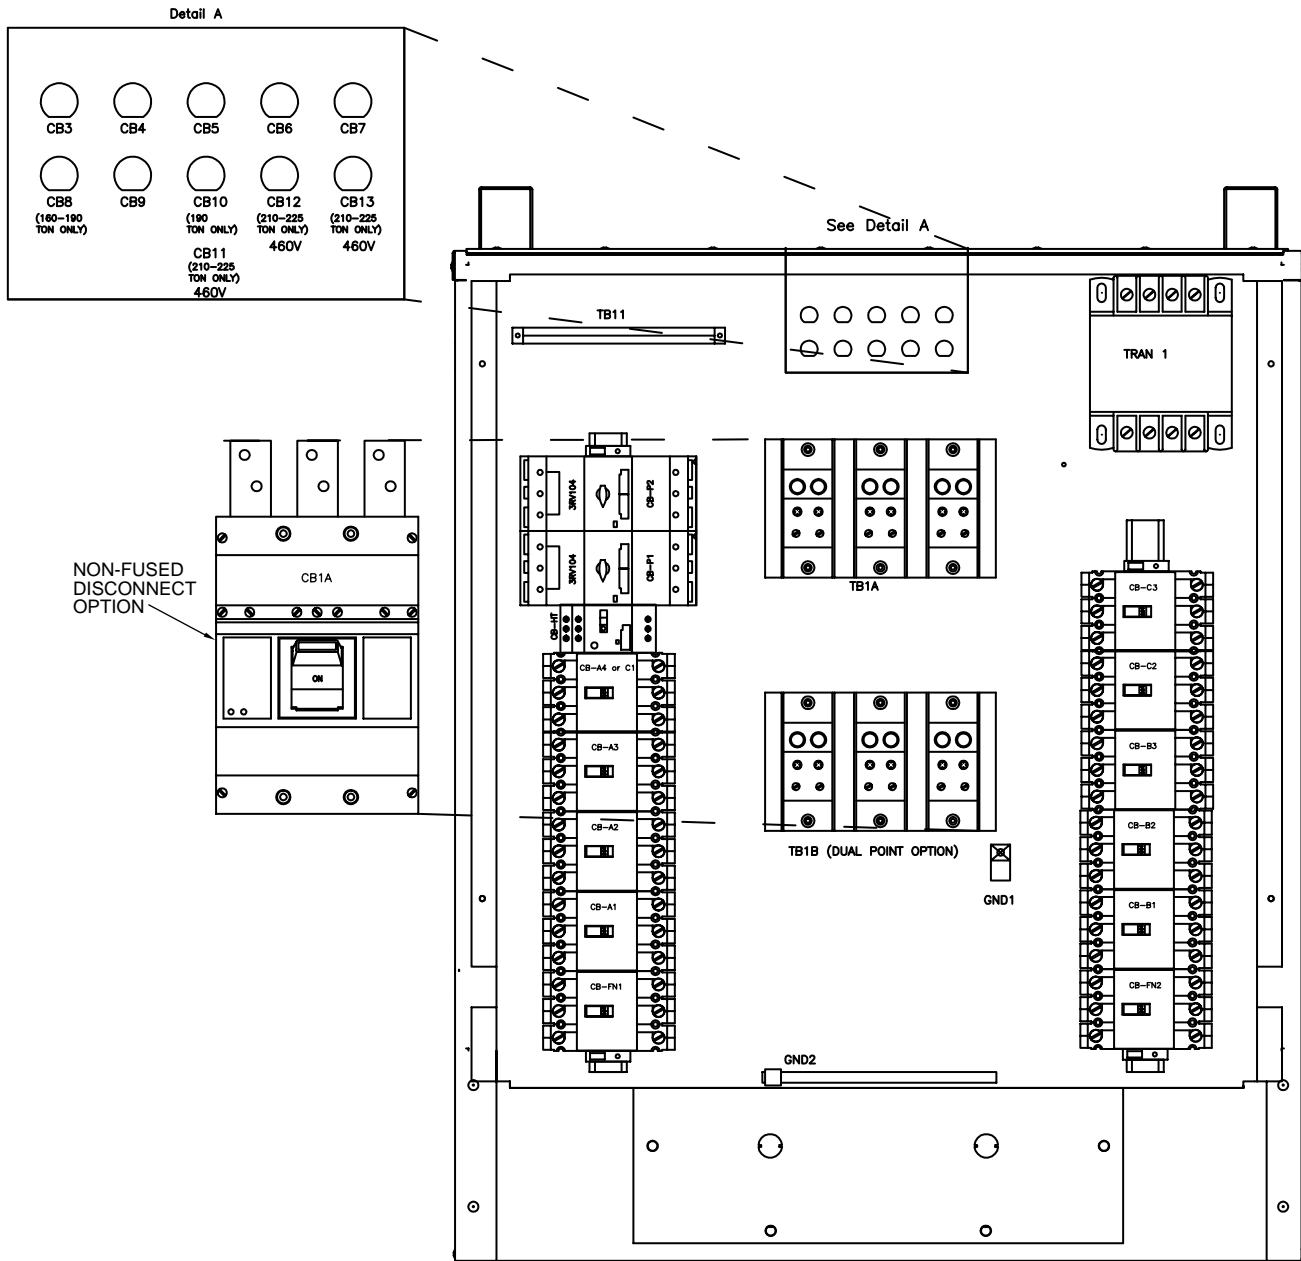 Detail A
CB3
CB4
CB5
CB6
CB7
CB8
(160-190
TON ONLY)
CB9
CB10
(190
TON ONLY)
CB11
(210-225
TON ONLY)
460V
CB12
(210-225
TON ONLY)
460V
CB13
(210-225
TON ONLY)
460V
See Detail A
TB11
TRAN 1
NON-FUSED
DISCONNECT
OPTION
CB1A
ON
3RV104
CB-P2
3RV104
CB-P1
CB-HT
CB-A4 or C1
CB-A3
CB-A2
CB-A1
CB-FN1
TB1A
TB1B (DUAL POINT OPTION)
GND1
GND2
CB-C3
CB-C2
CB-B3
CB-B2
CB-B1
CB-FN2